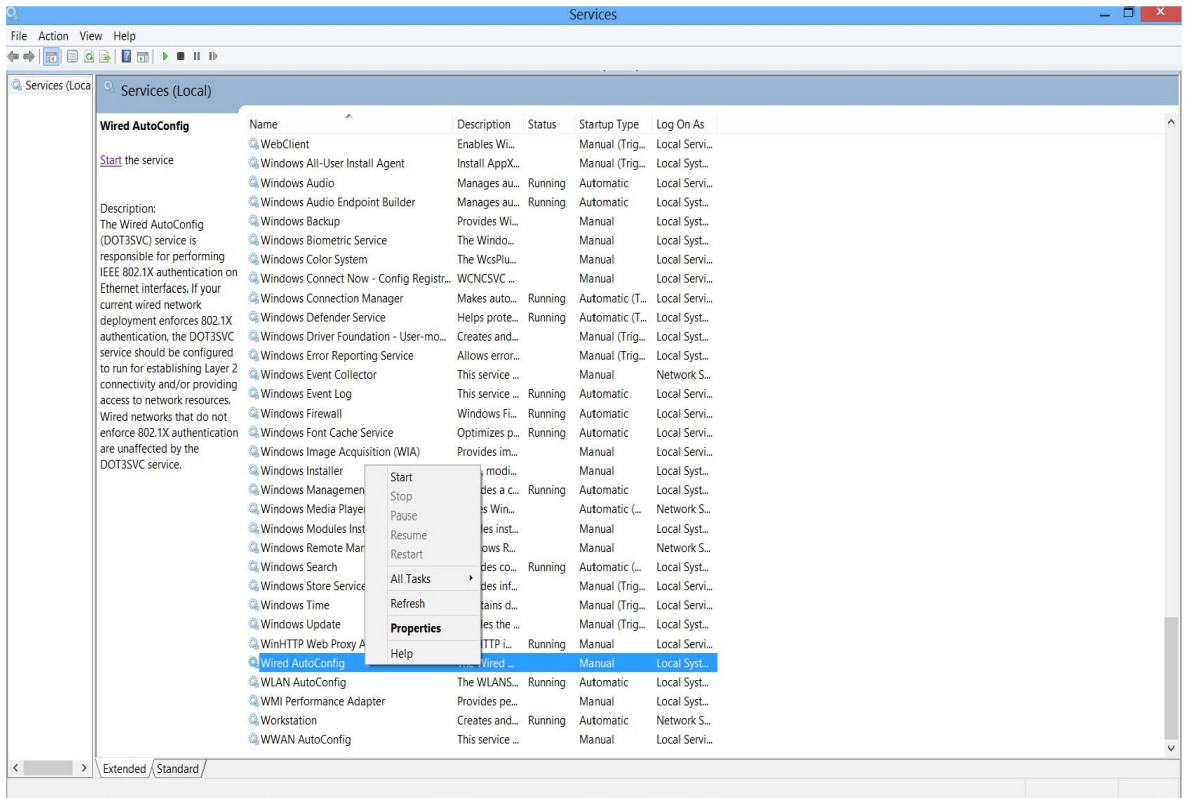 Services
File Action View Help
Services (Loca
Services (Local)
Wired AutoConfig
Start the service
Description:
The Wired AutoConfig
(DOT3SVC) service is
responsible for performing
IEEE 802.1X authentication on
Ethernet interfaces. If your
current wired network
deployment enforces 802.1X
authentication, the DOT3SVC
service should be configured
to run for establishing Layer 2
connectivity and/or providing
access to network resources.
Wired networks that do not
enforce 802.1X authentication
are unaffected by the
DOT3SVC service.
Name Description Status Startup Type Log On As
WebClient Enables Wi... Manual (Trig... Local Servi...
Windows All-User Install Agent Install AppX... Manual (Trig... Local Syst...
Windows Audio Manages au... Running Automatic Local Servi...
Windows Audio Endpoint Builder Manages au... Running Automatic Local Syst...
Windows Backup Provides Wi... Manual Local Syst...
Windows Biometric Service The Windo... Manual Local Syst...
Windows Color System The WcsPlu... Manual Local Servi...
Windows Connect Now - Config Registr... WCNCSVC ... Manual Local Servi...
Windows Connection Manager Makes auto... Running Automatic (T... Local Servi...
Windows Defender Service Helps prote... Running Automatic (T... Local Syst...
Windows Driver Foundation - User-mo... Creates and... Manual (Trig... Local Syst...
Windows Error Reporting Service Allows error... Manual (Trig... Local Syst...
Windows Event Collector This service ... Manual Network S...
Windows Event Log This service ... Running Automatic Local Servi...
Windows Firewall Windows Fi... Running Automatic Local Servi...
Windows Font Cache Service Optimizes p... Running Automatic Local Servi...
Windows Image Acquisition (WIA) Provides im... Manual Local Servi...
Windows Installer modi... Manual Local Syst...
Windows Managemen des a c... Running Automatic Local Syst...
Windows Media Playe s Win... Automatic (... Network S...
Windows Modules Inst les inst... Manual Local Syst...
Windows Remote Mar ows R... Manual Network S...
Windows Search des co... Running Automatic (... Local Syst...
Windows Store Service des inf... Manual (Trig... Local Servi...
Windows Time tains d... Manual (Trig... Local Servi...
Windows Update les the ... Manual (Trig... Local Syst...
WinHTTP Web Proxy A TTP i... Running Manual Local Servi...
Wired AutoConfig The Wired ... Manual Local Syst...
WLAN AutoConfig The WLANS... Running Automatic Local Syst...
WMI Performance Adapter Provides pe... Manual Local Syst...
Workstation Creates and... Running Automatic Network S...
WWAN AutoConfig This service ... Manual Local Servi...
Start
Stop
Pause
Resume
Restart
All Tasks
Refresh
Properties
Help
Extended Standard